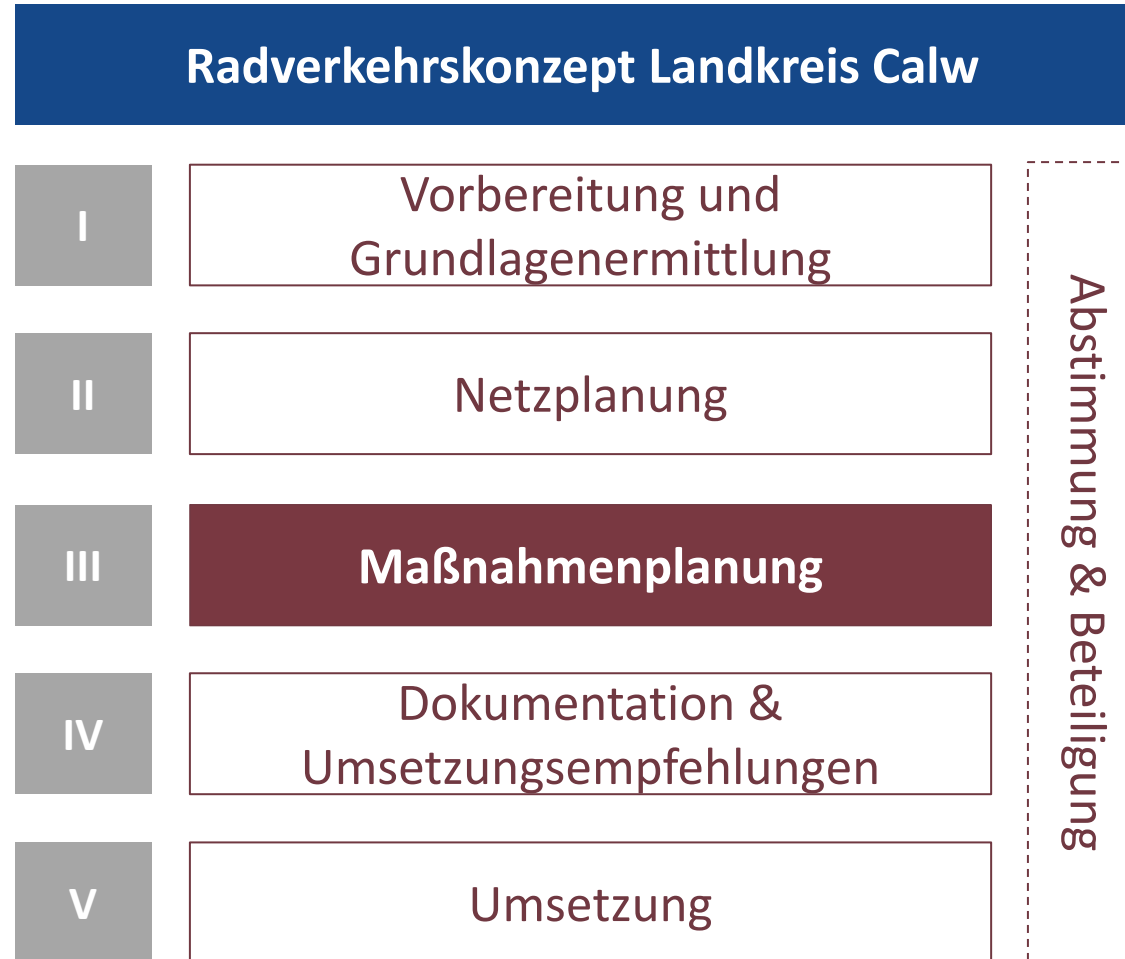 Radverkehrskonzept Landkreis Calw
I
Vorbereitung und
Grundlagenermittlung
II
Netzplanung
III
Maßnahmenplanung
IV
Dokumentation &
Umsetzungsempfehlungen
V
Umsetzung
Abstimmung & Beteiligung